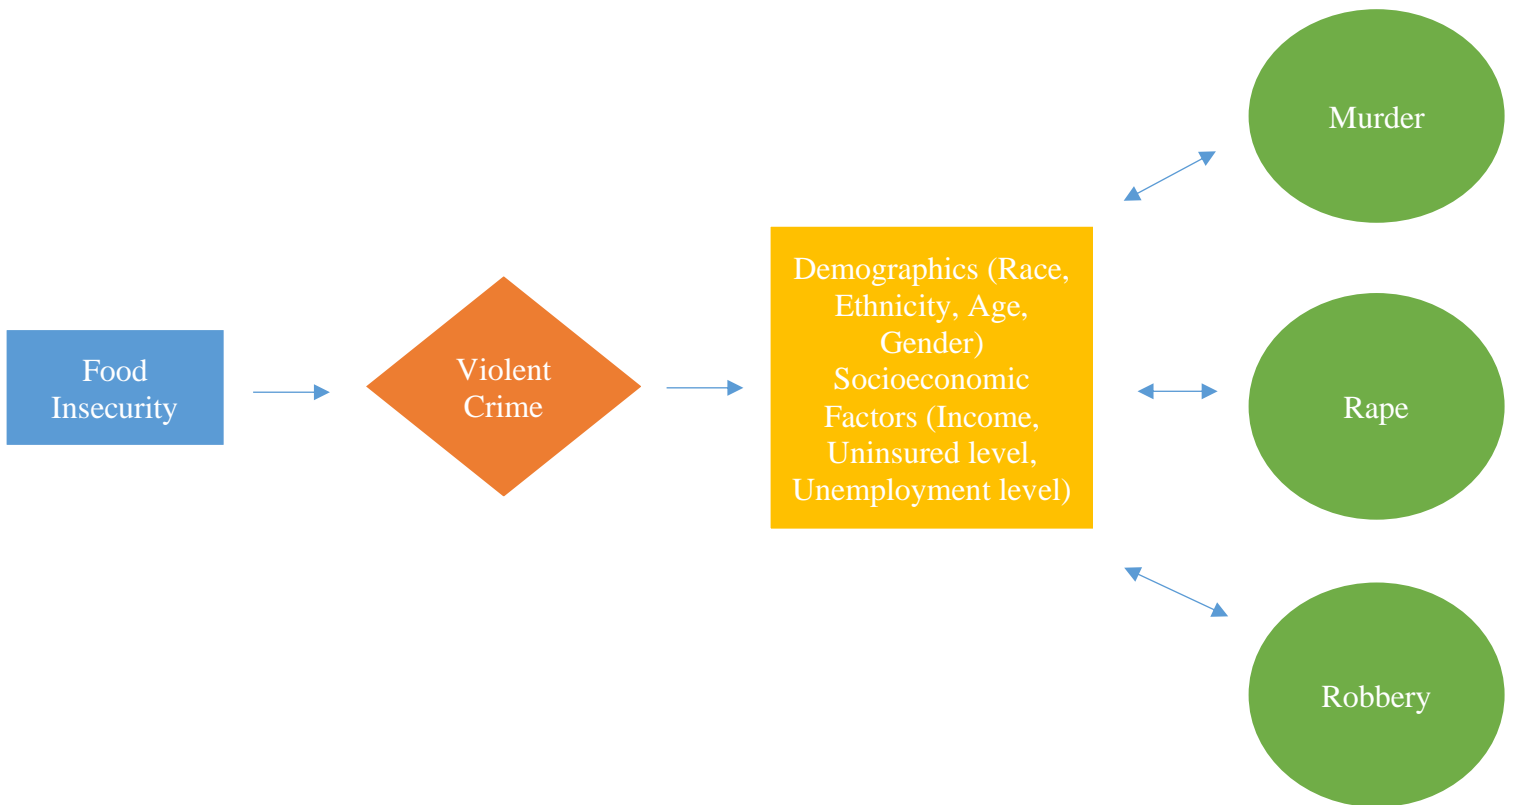 Food
Insecurity
Violent
Crime
Demographics (Race,
Ethnicity, Age,
Gender)
Socioeconomic
Factors (Income,
Uninsured level,
Unemployment level)
Murder
Rape
Robbery